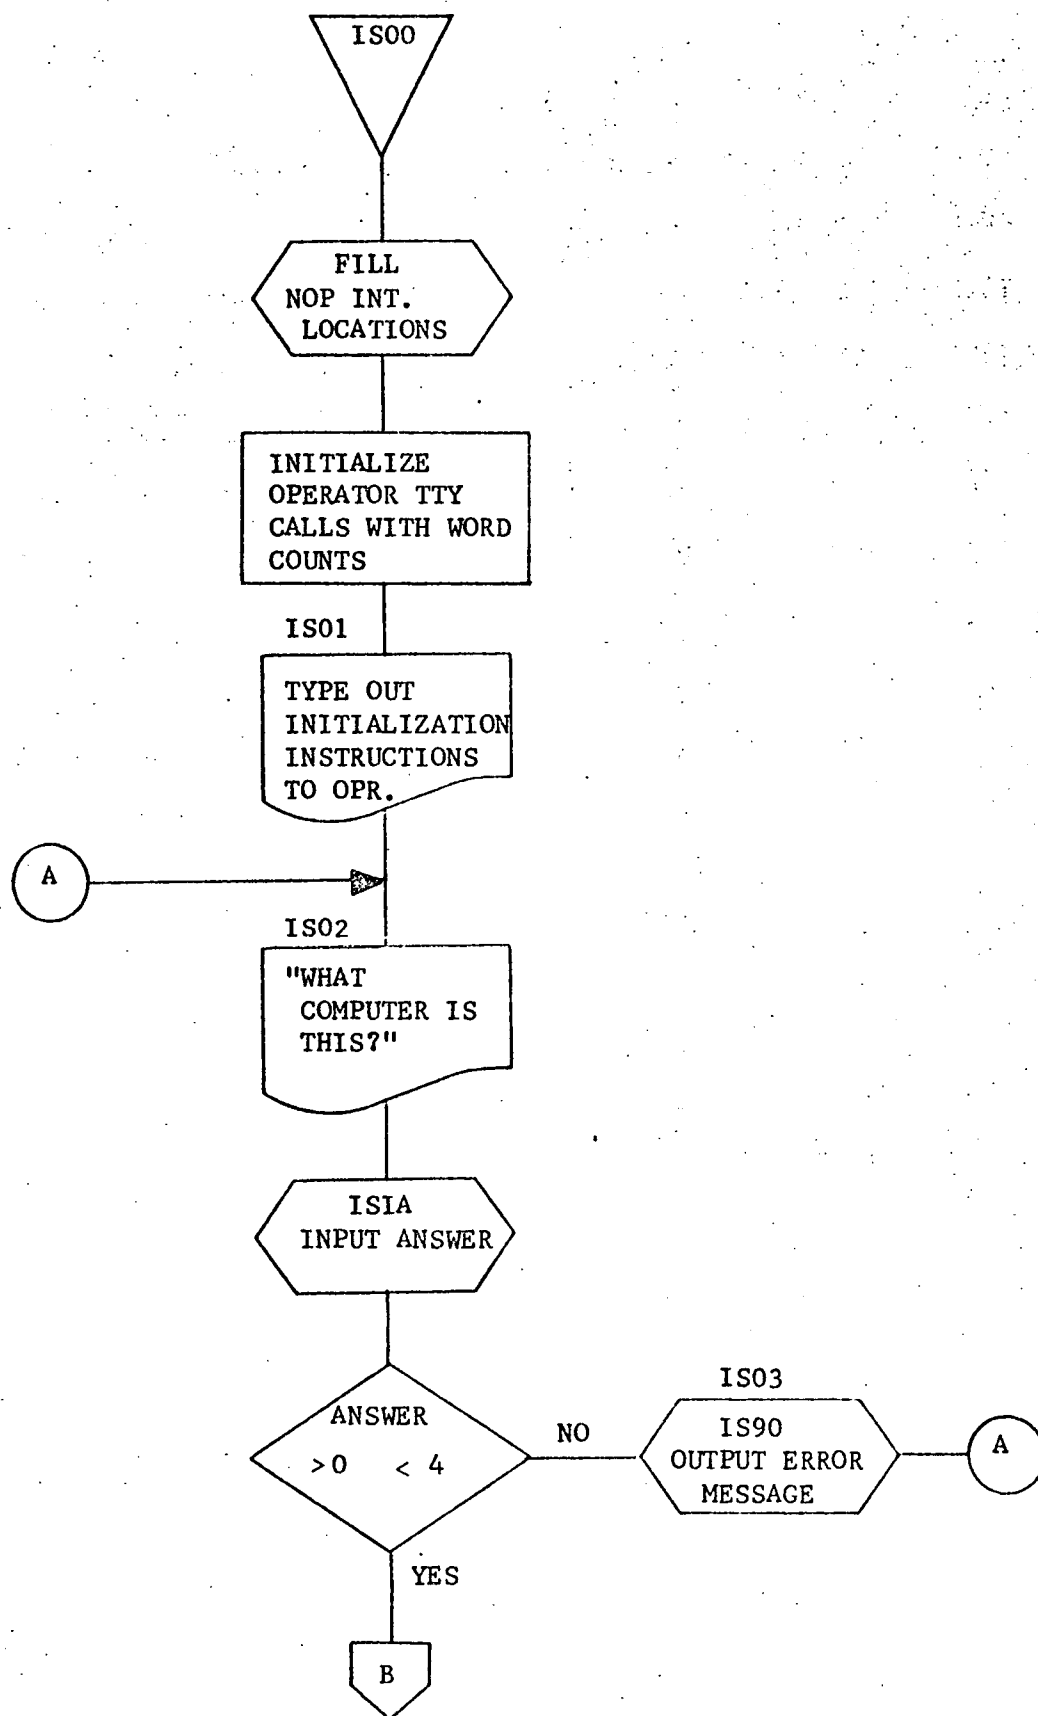 IS00
FILL
NOP INT.
LOCATIONS
INITIALIZE
OPERATOR TTY
CALLS WITH WORD
COUNTS
IS01
TYPE OUT
INITIALIZATION
INSTRUCTIONS
TO OPR.
A
IS02
"WHAT
COMPUTER IS
THIS?"
IS1A
INPUT ANSWER
ANSWER
>0 < 4
NO
IS03
IS90
OUTPUT ERROR
MESSAGE
A
YES
B